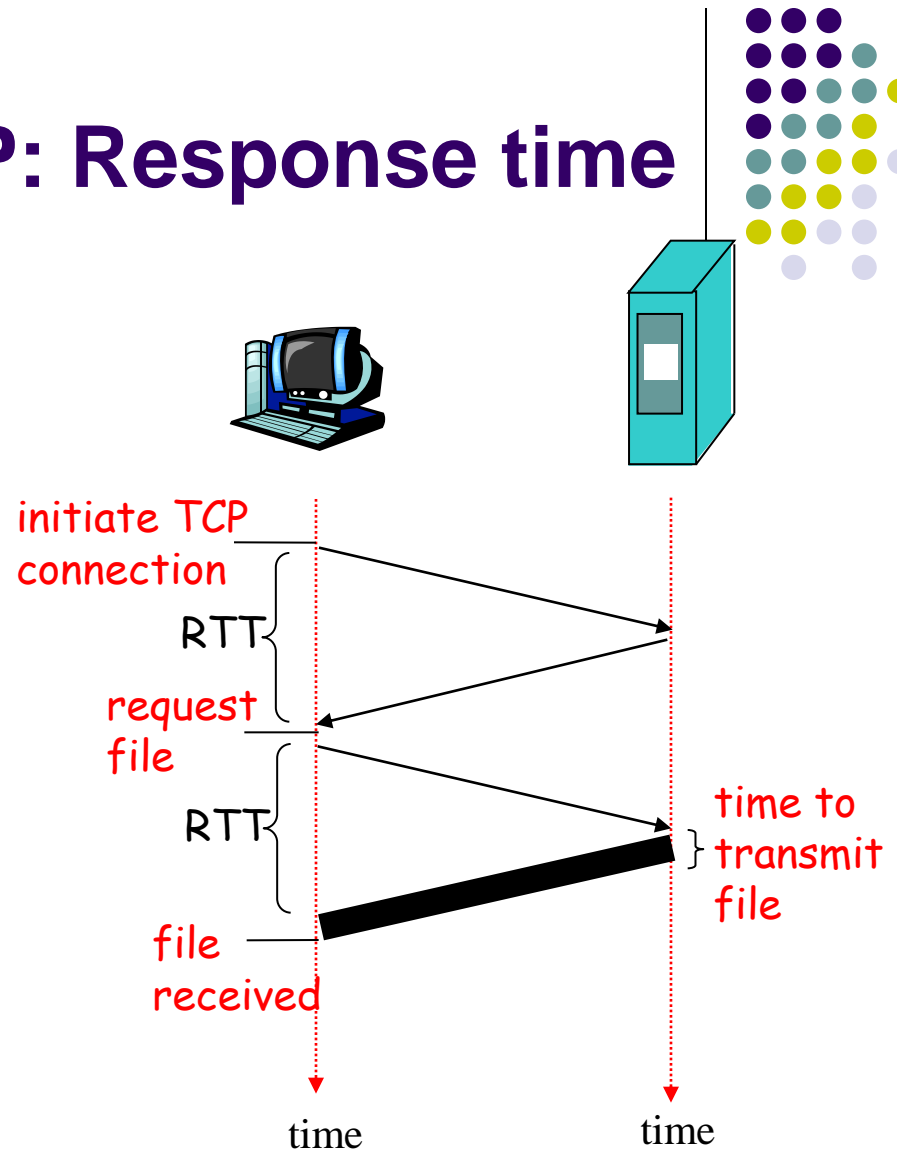 P: Response time
initiate TCP
connection
RTT
request
file
RTT
time to
transmit
file
file
received
time
time